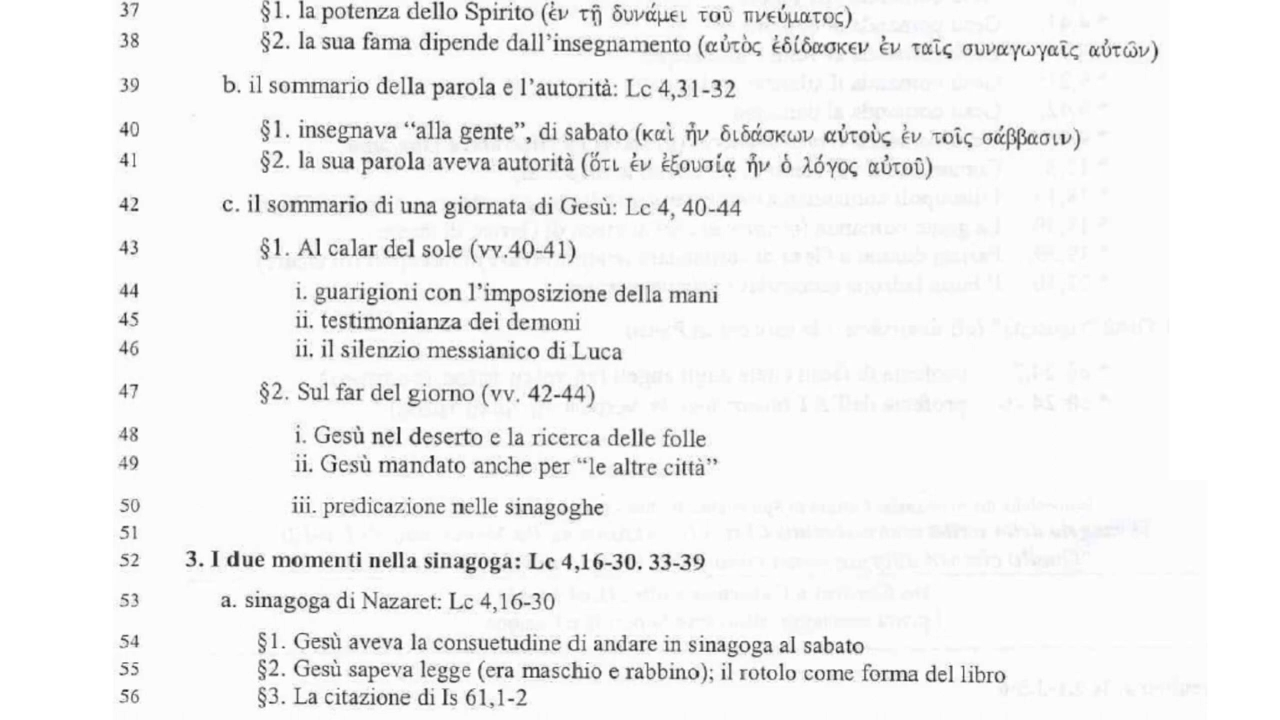 37 §1. la potenza dello Spirito (ἐν τῇ δυνάμει τοῦ πνεύματος)
38 §2. la sua fama dipende dall’insegnamento (αὐτὸς ἐδίδασκεν ἐν ταῖς συναγωγαῖς αὐτῶν)
39 b. il sommario della parola e l’autorità: Lc 4,31-32
40 §1. insegnava “alla gente”, di sabato (καὶ ἦν διδάσκων αὐτοὺς ἐν τοῖς σάββασιν)
41 §2. la sua parola aveva autorità (ὅτι ἐν ἐξουσίᾳ ἦν ὁ λόγος αὐτοῦ)
42 c. il sommario di una giornata di Gesù: Lc 4, 40-44
43 §1. Al calar del sole (vv.40-41)
44 i. guarigioni con l’imposizione della mani
45 ii. testimonianza dei demoni
46 ii. il silenzio messianico di Luca
47 §2. Sul far del giorno (vv. 42-44)
48 i. Gesù nel deserto e la ricerca delle folle
49 ii. Gesù mandato anche per “le altre città”
50 iii. predicazione nelle sinagoghe
51
52 3. I due momenti nella sinagoga: Lc 4,16-30. 33-39
53 a. sinagoga di Nazaret: Lc 4,16-30
54 §1. Gesù aveva la consuetudine di andare in sinagoga al sabato
55 §2. Gesù sapeva legge (era maschio e rabbino); il rotolo come forma del libro
56 §3. La citazione di Is 61,1-2